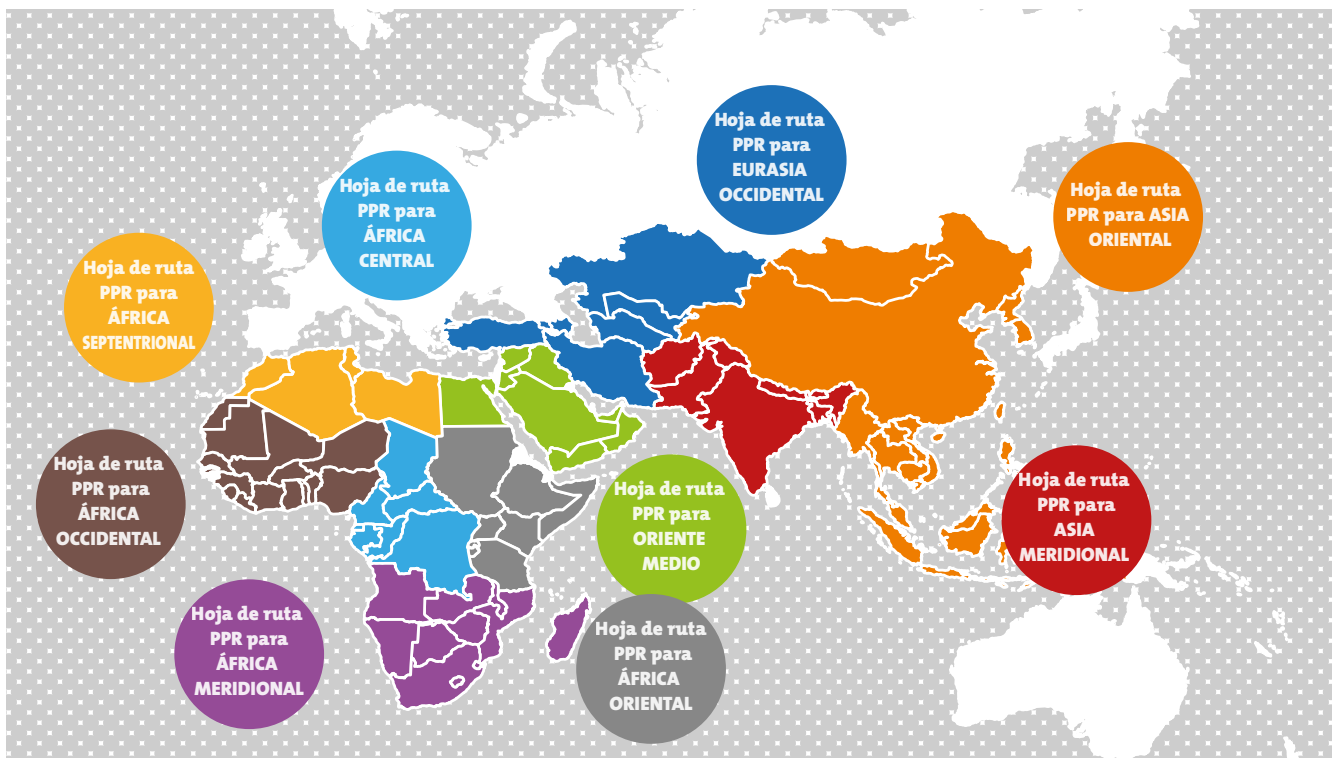 Hoja de ruta
PPR para
EURASIA
OCCIDENTAL
Hoja de ruta
PPR para ASIA
ORIENTAL
Hoja de ruta
PPR para
ÁFRICA
CENTRAL
Hoja de ruta
PPR para
ÁFRICA
SEPTENTRIONAL
Hoja de ruta
PPR para
ÁFRICA
OCCIDENTAL
Hoja de ruta
PPR para
ORIENTE
MEDIO
Hoja de ruta
PPR para
ASIA
MERIDIONAL
Hoja de ruta
PPR para
ÁFRICA
MERIDIONAL
Hoja de ruta
PPR para
ÁFRICA
ORIENTAL